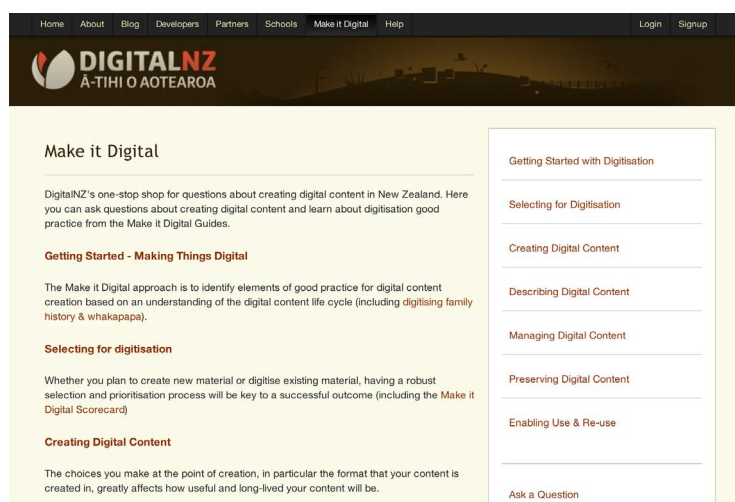 Home About Blog Developers Partners Schools Make it Digital Help Login Signup
DIGITALNZ
Ā-TIHI O AOTEAROA
Make it Digital
DigitalNZ's one-stop shop for questions about creating digital content in New Zealand. Here
you can ask questions about creating digital content and learn about digitisation good
practice from the Make it Digital Guides.
Getting Started - Making Things Digital
The Make it Digital approach is to identify elements of good practice for digital content
creation based on an understanding of the digital content life cycle (including digitising family
history & whakapapa).
Selecting for digitisation
Whether you plan to create new material or digitise existing material, having a robust
selection and prioritisation process will be key to a successful outcome (including the Make it
Digital Scorecard)
Creating Digital Content
The choices you make at the point of creation, in particular the format that your content is
created in, greatly affects how useful and long-lived your content will be.
Getting Started with Digitisation
Selecting for Digitisation
Creating Digital Content
Describing Digital Content
Managing Digital Content
Preserving Digital Content
Enabling Use & Re-use
Ask a Question